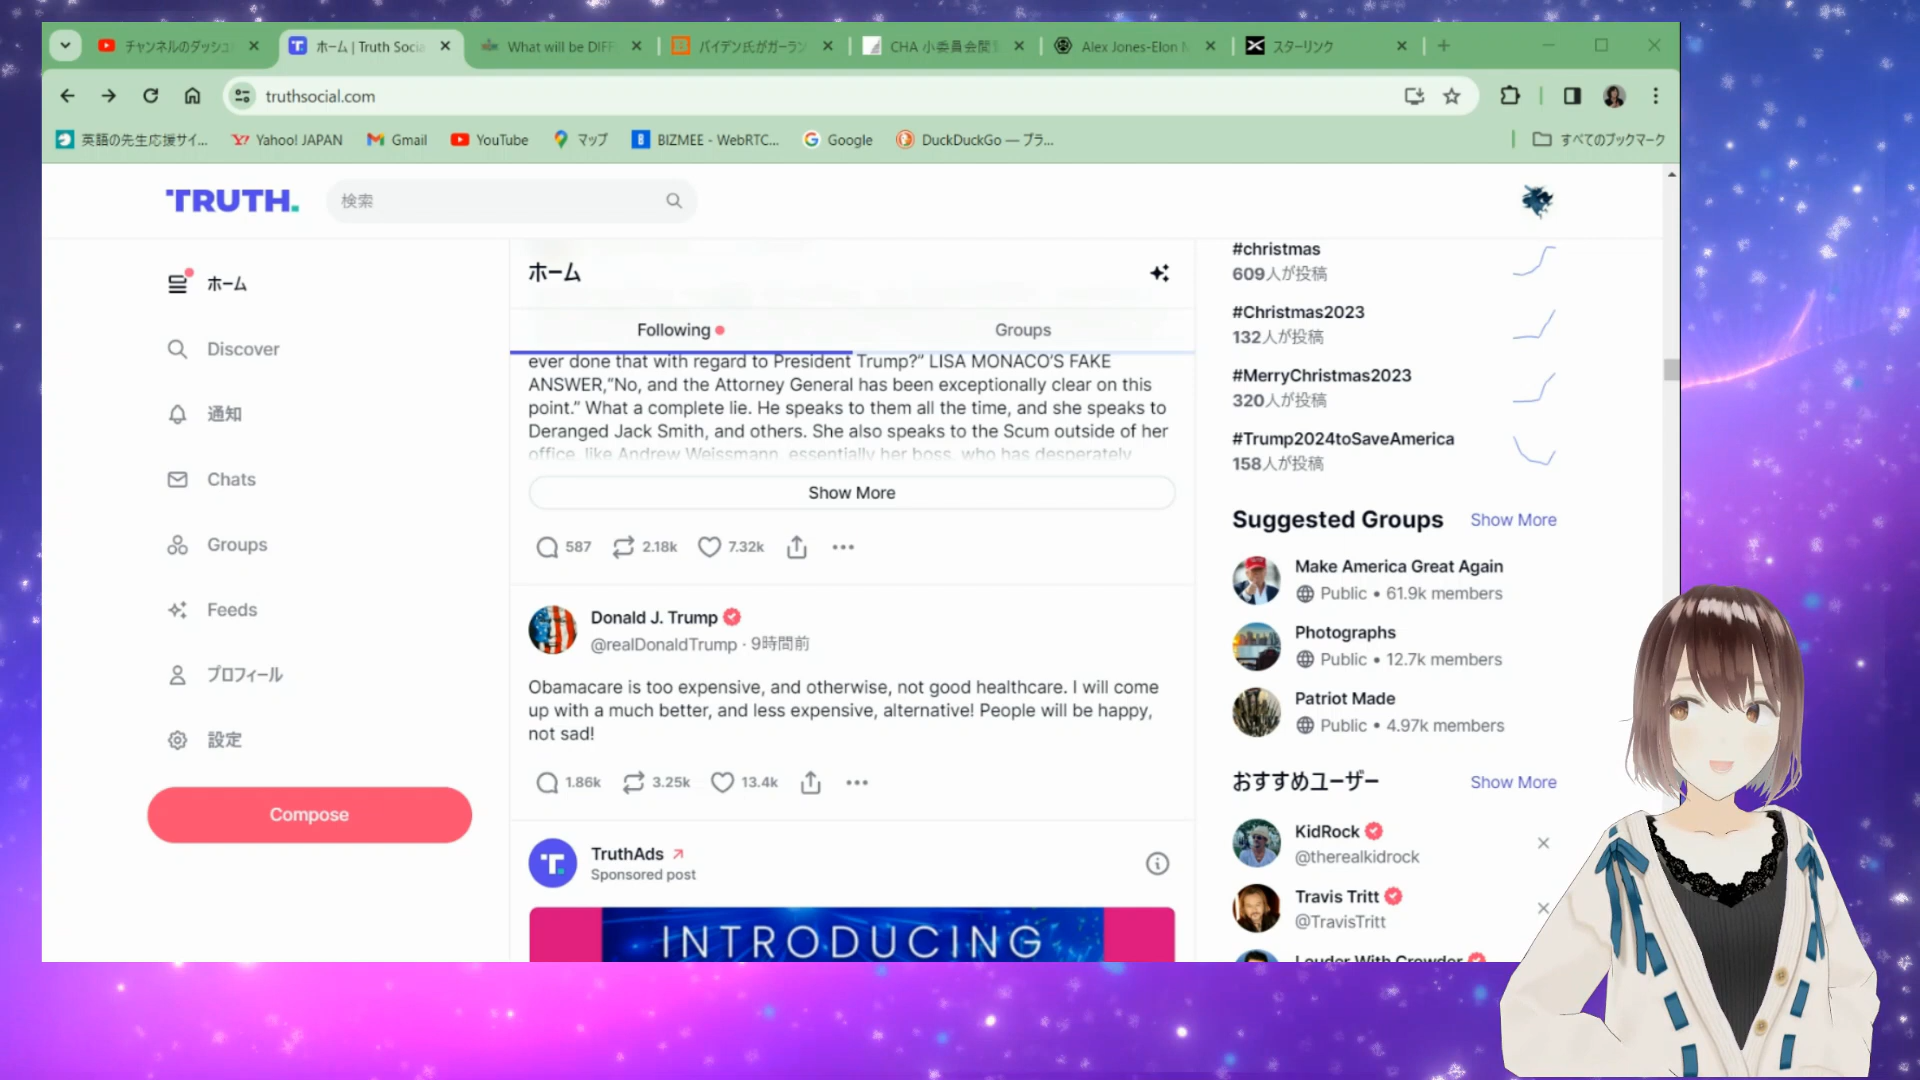 チャンネルのダッシュ
ホーム | Truth Socia
What will be DIFF
バイデン氏がガーラン
CHA 小委員会聞
Alex Jones-Elon
スターリンク
truthsocial.com
英語の先生応援サイ...
Yahoo! JAPAN
Gmail
YouTube
マップ
BIZMEE - WebRTC...
Google
DuckDuckGo — プラ...
すべてのブックマーク
TRUTH.
検索
ホーム
Discover
通知
Chats
Groups
Feeds
プロフィール
設定
Compose
ホーム
Following
Groups
ever done that with regard to President Trump?" LISA MONACO'S FAKE
ANSWER,"No, and the Attorney General has been exceptionally clear on this
point." What a complete lie. He speaks to them all the time, and she speaks to
Deranged Jack Smith, and others. She also speaks to the Scum outside of her
office, like Andrew Weissmann, essentially her boss, who has desperately
Show More
587
2.18k
7.32k
Donald J. Trump
@realDonaldTrump · 9時間前
Obamacare is too expensive, and otherwise, not good healthcare. I will come
up with a much better, and less expensive, alternative! People will be happy,
not sad!
1.86k
3.25k
13.4k
TruthAds
Sponsored post
INTRODUCING
#christmas
609人が投稿
#Christmas2023
132人が投稿
#MerryChristmas2023
320人が投稿
#Trump2024toSaveAmerica
158人が投稿
Suggested Groups
Show More
Make America Great Again
Public • 61.9k members
Photographs
Public • 12.7k members
Patriot Made
Public • 4.97k members
おすすめユーザー
Show More
KidRock
@therealkidrock
Travis Tritt
@TravisTritt
Louder With Crowder